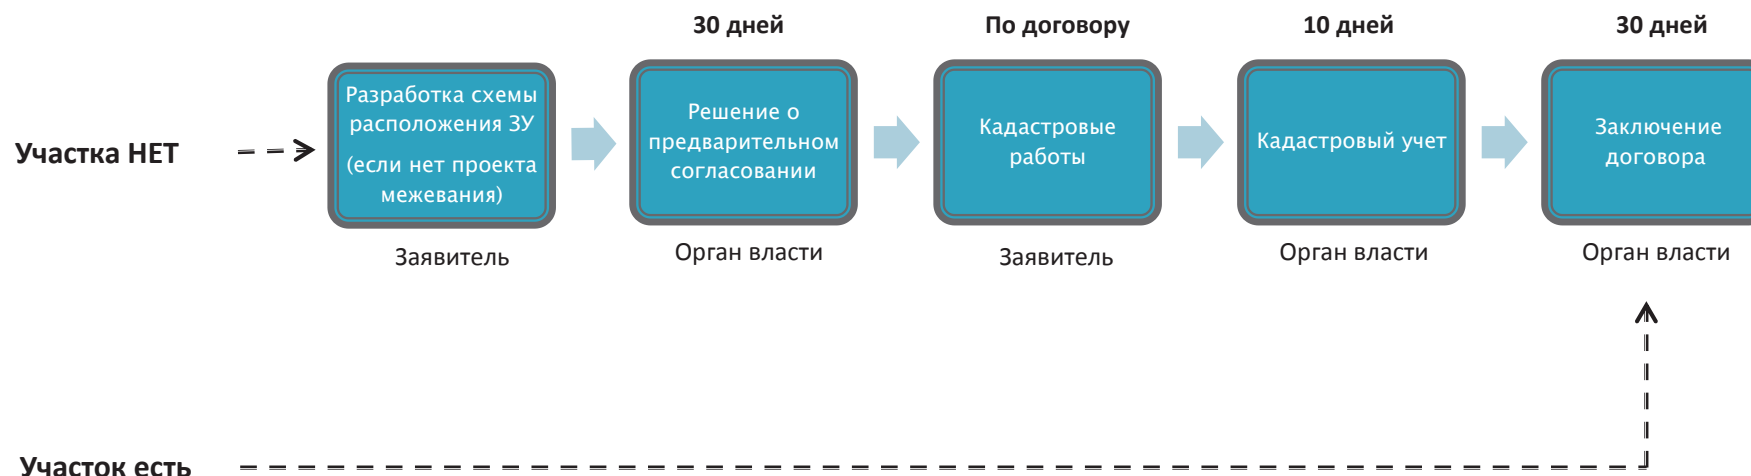 30 дней
По договору
10 дней
30 дней
Участка НЕТ
Разработка схемы
расположения ЗУ
(если нет проекта
межевания)
Решение о
предварительном
согласовании
Кадастровые
работы
Кадастровый учет
Заключение
договора
Заявитель
Орган власти
Заявитель
Орган власти
Орган власти
Участок есть